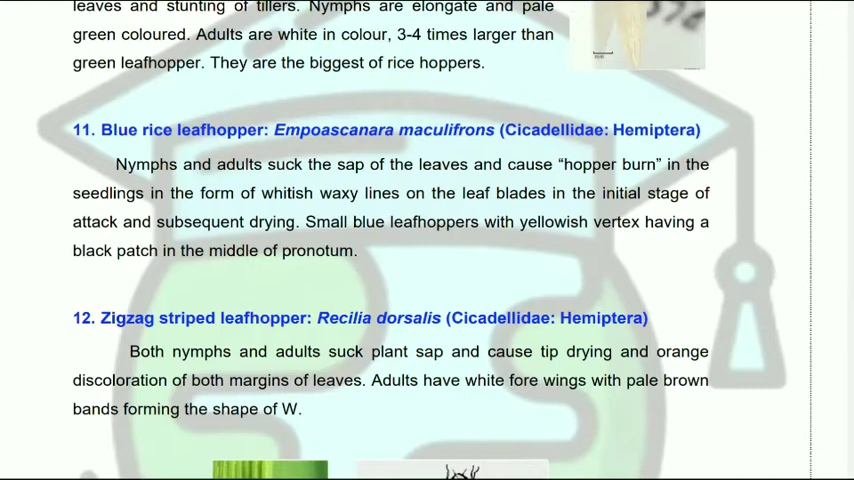 leaves and stunting of tillers. Nymphs are elongate and pale
green coloured. Adults are white in colour, 3-4 times larger than
green leafhopper. They are the biggest of rice hoppers.
11. Blue rice leafhopper: Empoascanara maculifrons (Cicadellidae: Hemiptera)
Nymphs and adults suck the sap of the leaves and cause “hopper burn” in the
seedlings in the form of whitish waxy lines on the leaf blades in the initial stage of
attack and subsequent drying. Small blue leafhoppers with yellowish vertex having a
black patch in the middle of pronotum.
12. Zigzag striped leafhopper: Recilia dorsalis (Cicadellidae: Hemiptera)
Both nymphs and adults suck plant sap and cause tip drying and orange
discoloration of both margins of leaves. Adults have white fore wings with pale brown
bands forming the shape of W.